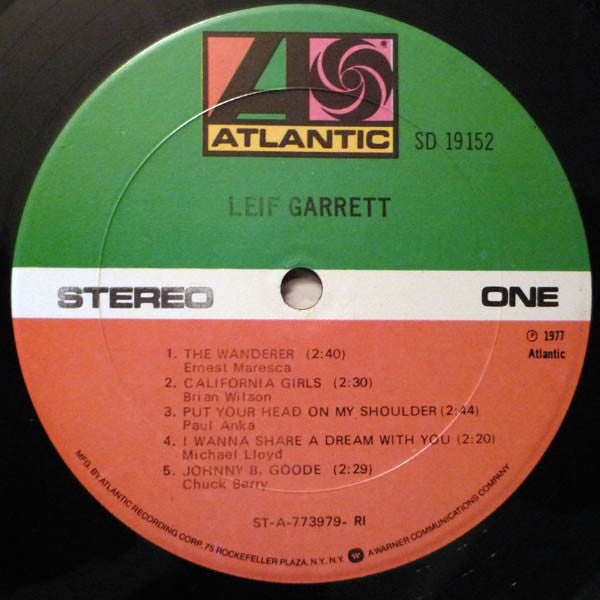 ATLANTIC
SD 19152
LEIF GARRETT
STEREO
ONE
℗ 1977
Atlantic
1. THE WANDERER (2:40)
Ernest Maresca
2. CALIFORNIA GIRLS (2:30)
Brian Wilson
3. PUT YOUR HEAD ON MY SHOULDER (2:44)
Paul Anka
4. I WANNA SHARE A DREAM WITH YOU (2:20)
Michael Lloyd
5. JOHNNY B. GOODE (2:29)
Chuck Berry
ST-A-773979- RI
MFG. BY ATLANTIC RECORDING CORP. 75 ROCKEFELLER PLAZA, N.Y. N.Y. A WARNER COMMUNICATIONS COMPANY